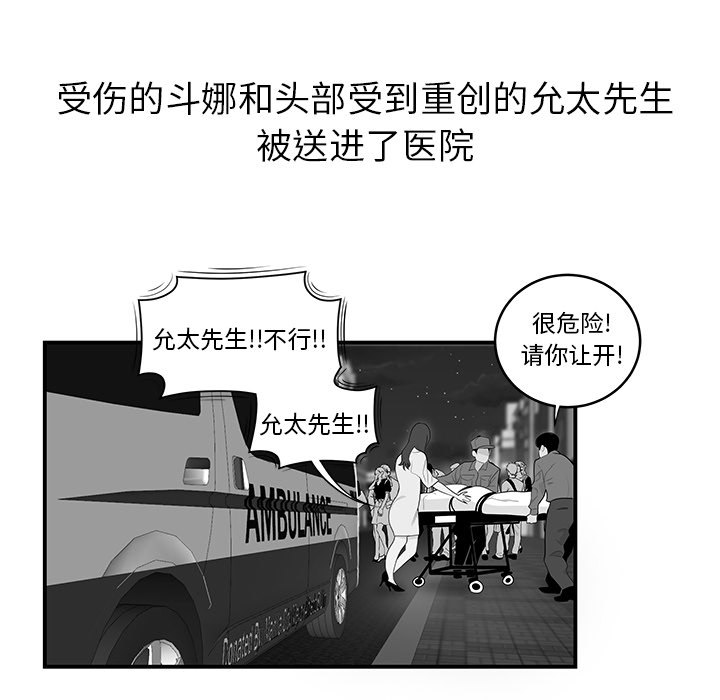 受伤的斗娜和头部受到重创的允太先生
被送进了医院
允太先生!!不行!!
很危险!
请你让开!
允太先生!!
AMBULANCE
Donated By